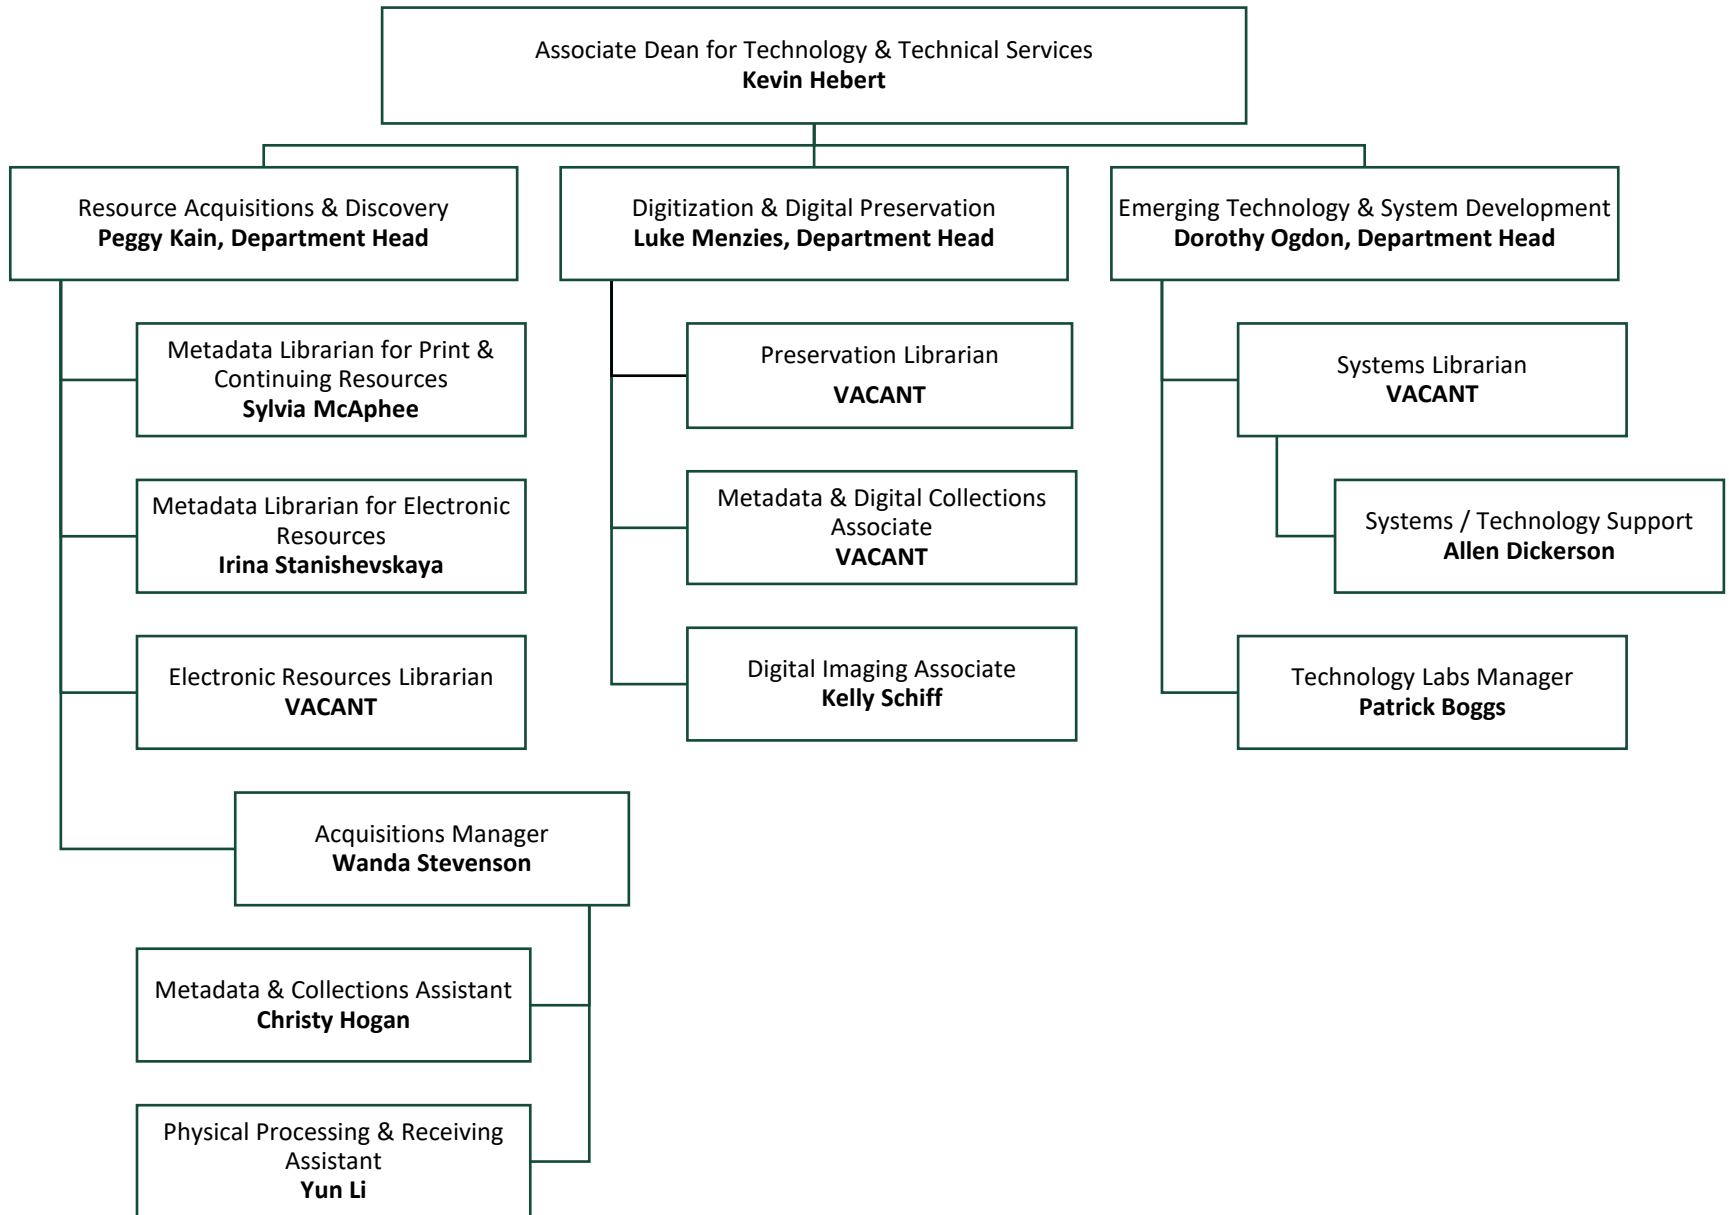 Associate Dean for Technology & Technical Services
Kevin Hebert
Resource Acquisitions & Discovery
Peggy Kain, Department Head
Metadata Librarian for Print &
Continuing Resources
Sylvia McAphee
Metadata Librarian for Electronic
Resources
Irina Stanishevskaya
Electronic Resources Librarian
VACANT
Acquisitions Manager
Wanda Stevenson
Metadata & Collections Assistant
Christy Hogan
Physical Processing & Receiving
Assistant
Yun Li
Digitization & Digital Preservation
Luke Menzies, Department Head
Preservation Librarian
VACANT
Metadata & Digital Collections
Associate
VACANT
Digital Imaging Associate
Kelly Schiff
Emerging Technology & System Development
Dorothy Ogdon, Department Head
Systems Librarian
VACANT
Systems / Technology Support
Allen Dickerson
Technology Labs Manager
Patrick Boggs